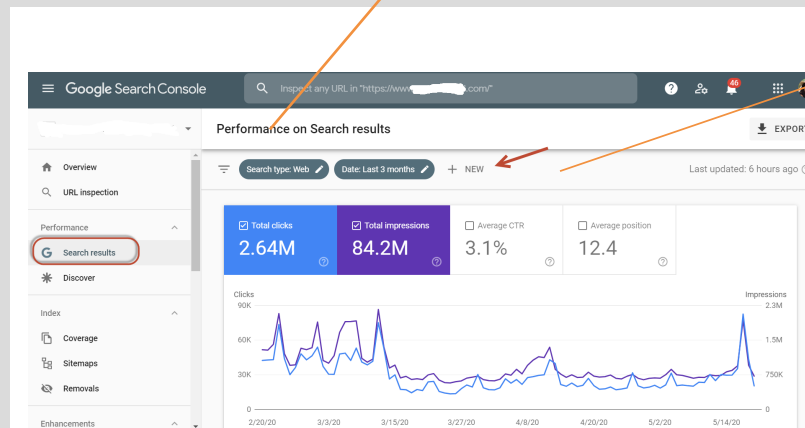 Google Search Console
Inspect any URL in "https://www. .com/"
46
Performance on Search results
EXPORT
Overview
URL inspection
Performance
Search results
Discover
Index
Coverage
Sitemaps
Removals
Enhancements
Search type: Web
Date: Last 3 months
+ NEW
Last updated: 6 hours ago
Total clicks
2.64M
Total impressions
84.2M
Average CTR
3.1%
Average position
12.4
Clicks
Impressions
90K
2.3M
60K
1.5M
30K
750K
0
0
2/20/20
3/3/20
3/15/20
3/27/20
4/8/20
4/20/20
5/2/20
5/14/20